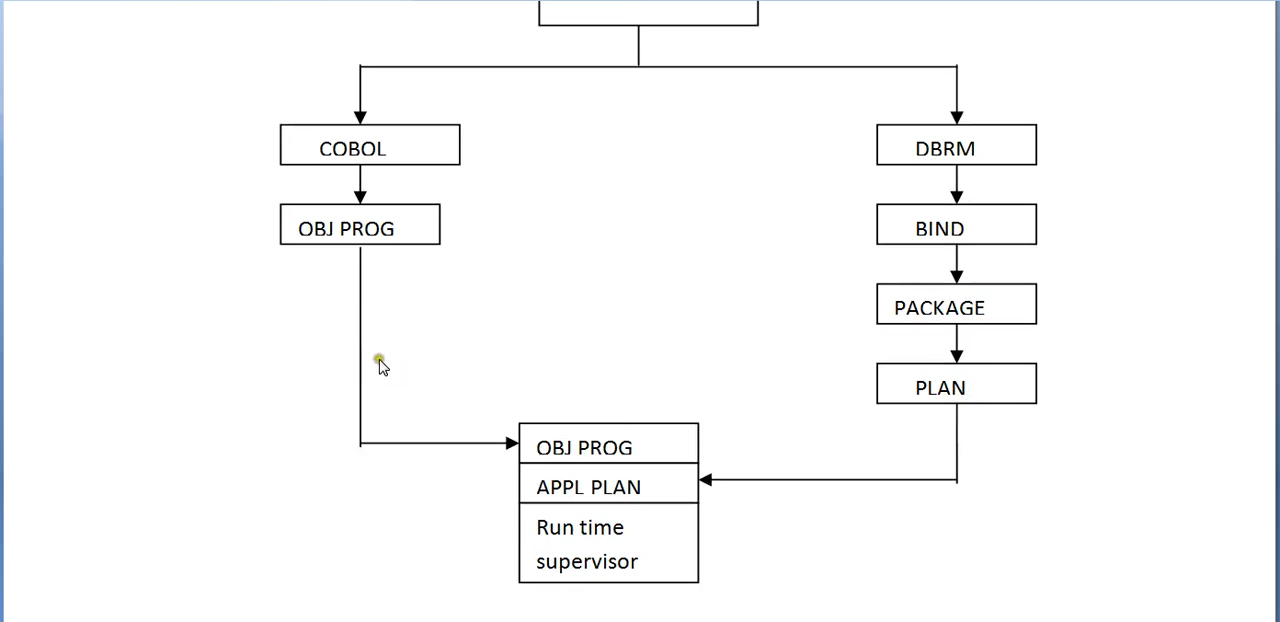 COBOL
DBRM
OBJ PROG
BIND
PACKAGE
PLAN
OBJ PROG
APPL PLAN
Run time
supervisor